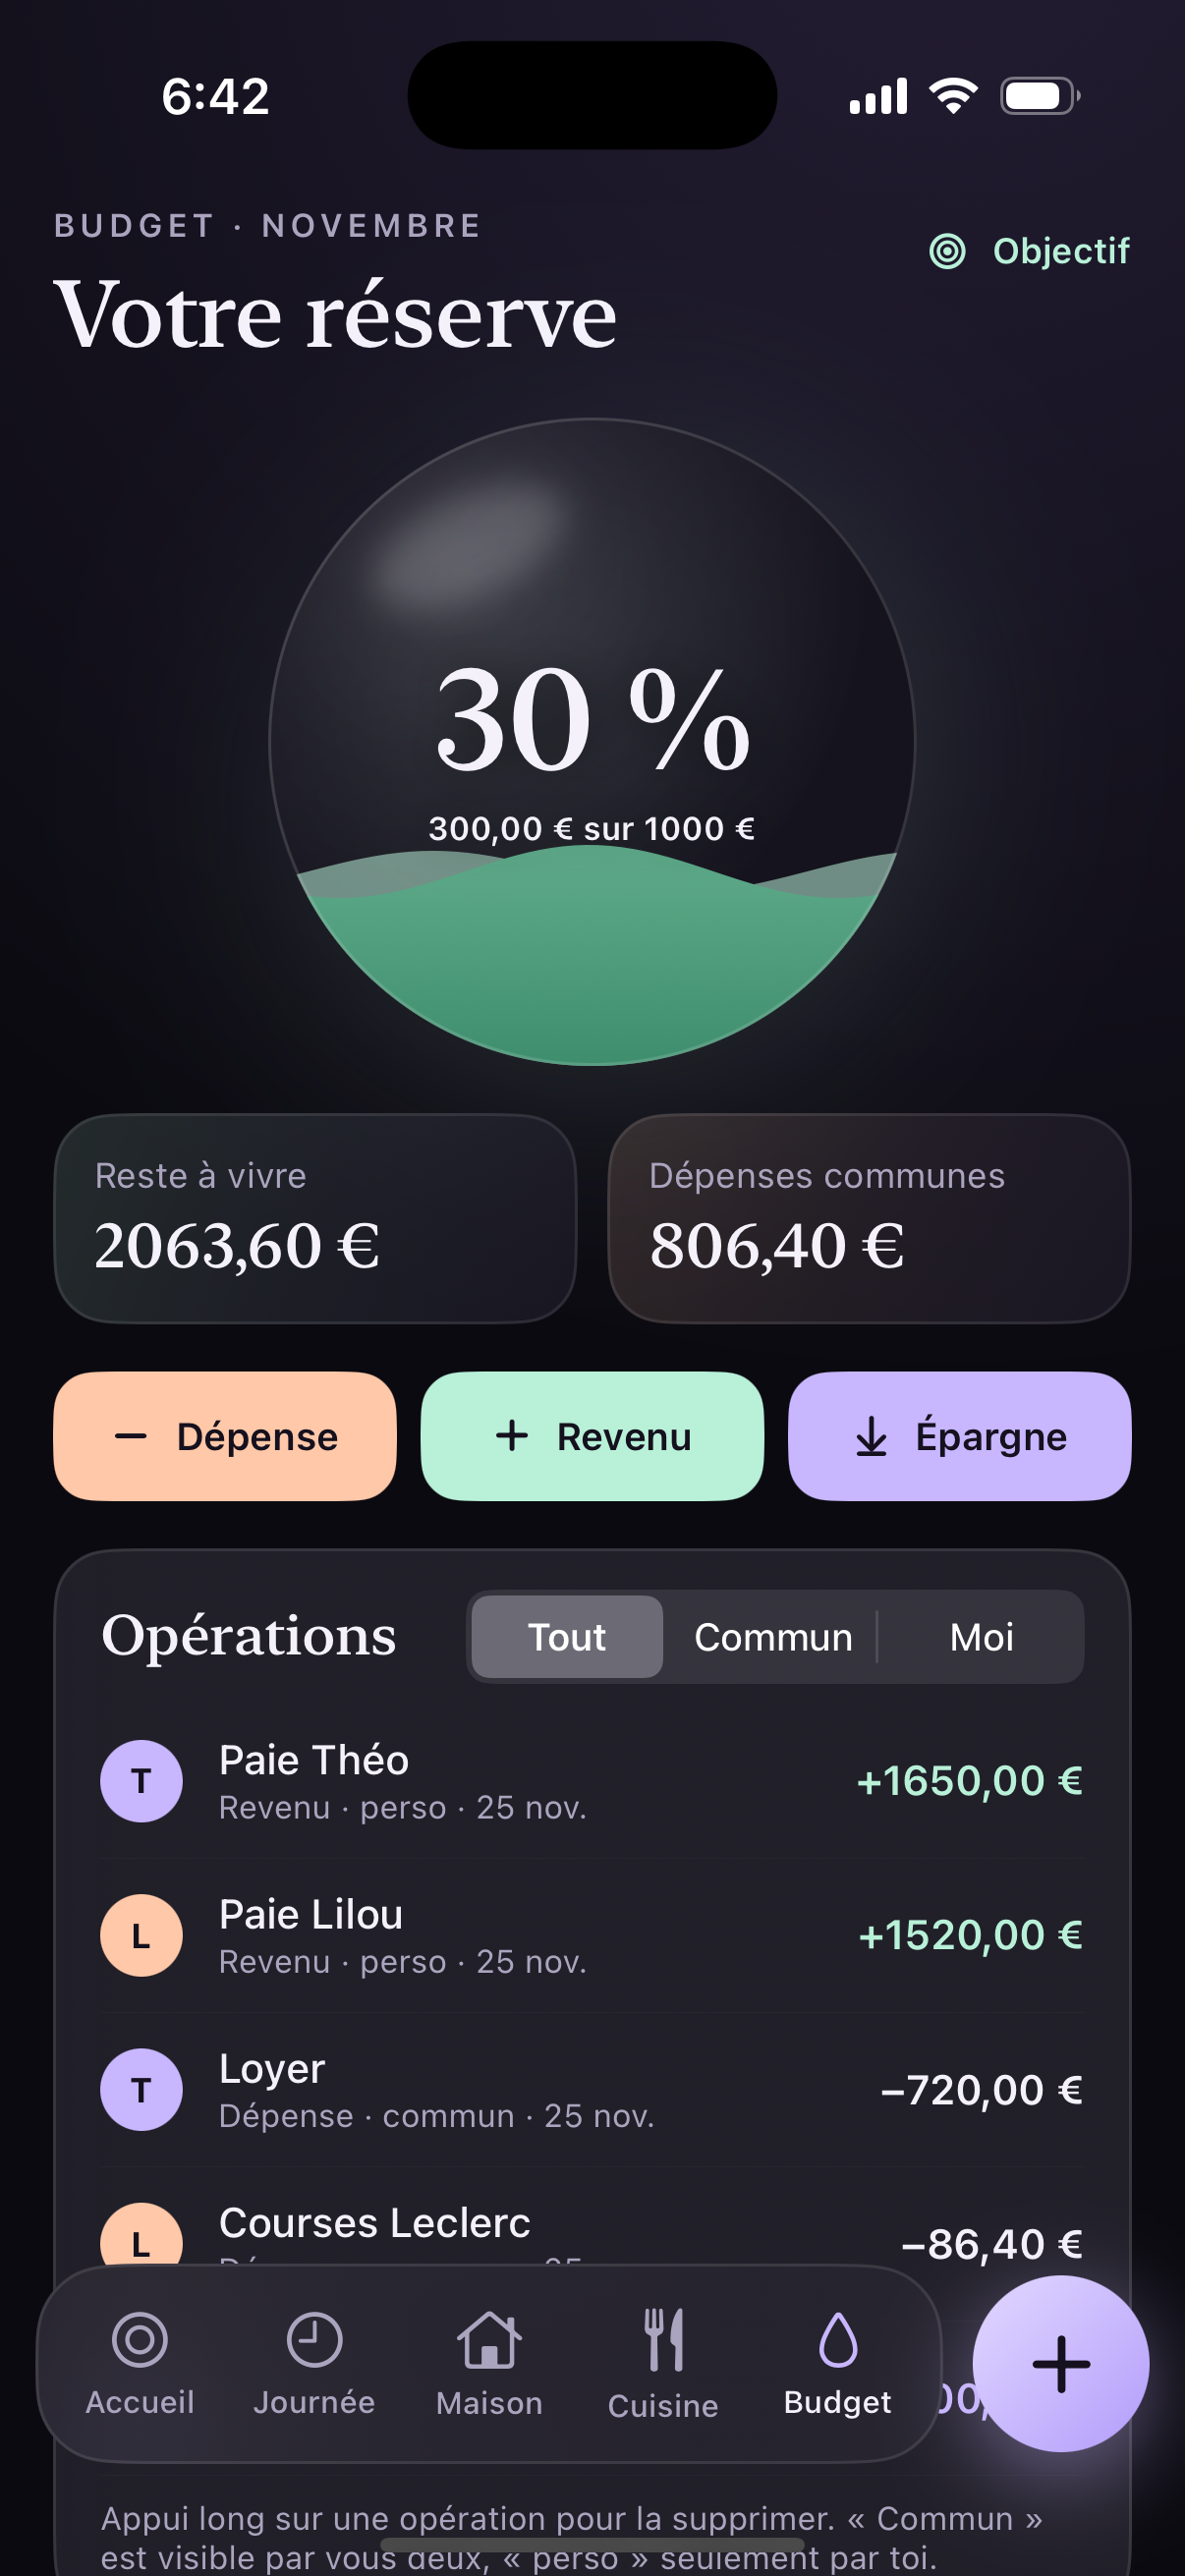 6:42
BUDGET · NOVEMBRE
Objectif
Votre réserve
30 %
300,00 € sur 1000 €
Reste à vivre
2063,60 €
Dépenses communes
806,40 €
Dépense
Revenu
Épargne
Opérations
Tout
Commun
Moi
T
Paie Théo
+1650,00 €
Revenu · perso · 25 nov.
L
Paie Lilou
+1520,00 €
Revenu · perso · 25 nov.
T
Loyer
−720,00 €
Dépense · commun · 25 nov.
L
Courses Leclerc
−86,40 €
Accueil
Journée
Maison
Cuisine
Budget
Appui long sur une opération pour la supprimer. « Commun »
est visible par vous deux, « perso » seulement par toi.